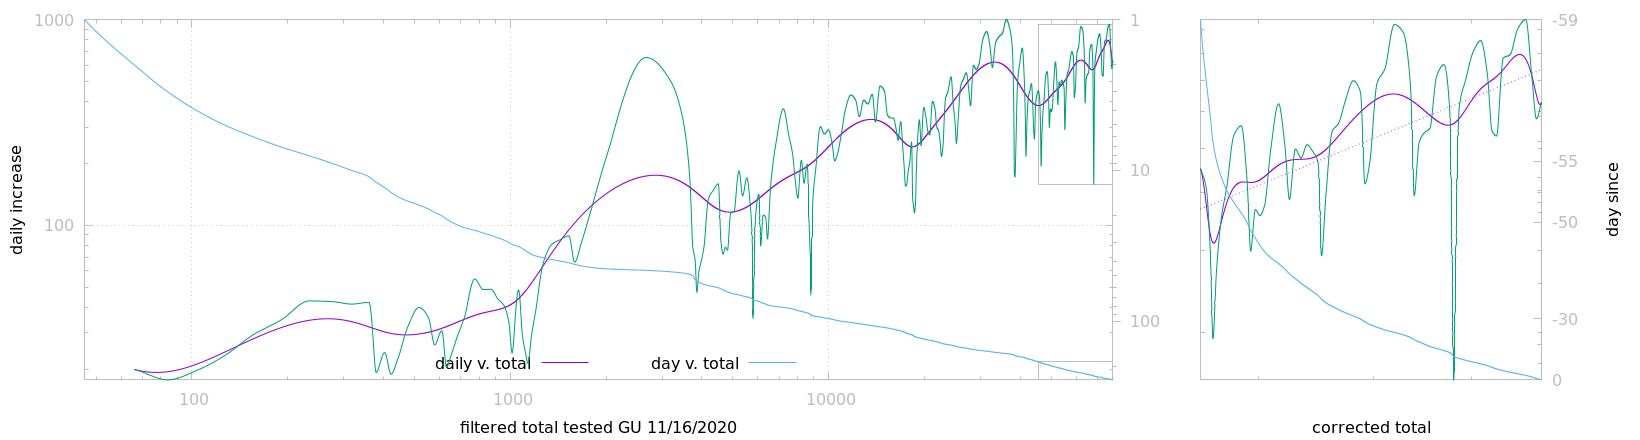 1000
100
daily increase
100
1000
10000
filtered total tested GU 11/16/2020
daily v. total
day v. total
1
10
100
-59
-55
-50
-30
0
day since
corrected total